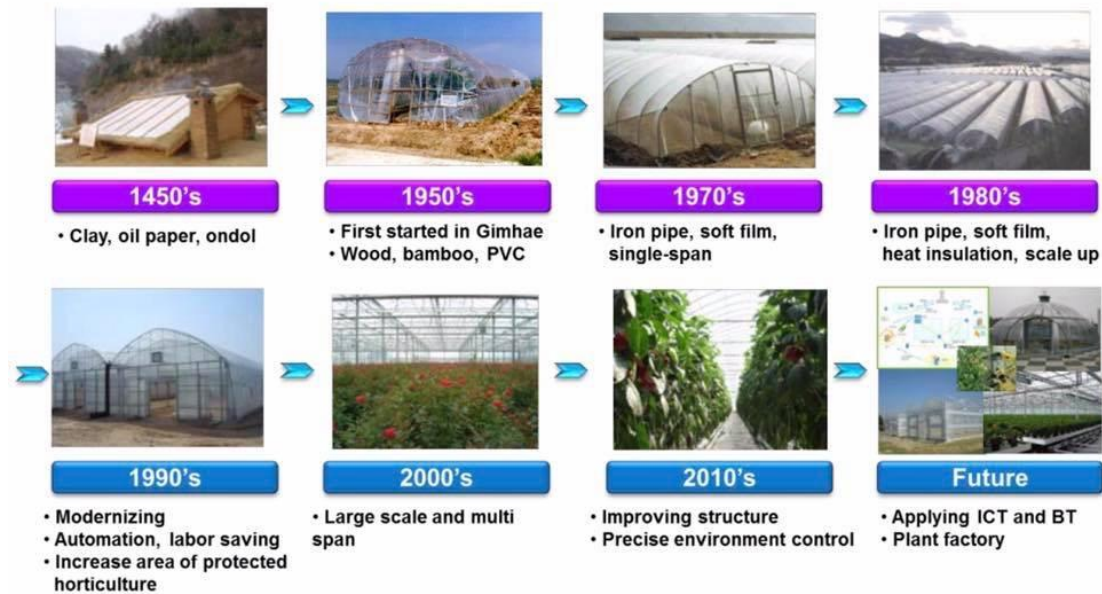 1450's
1950's
1970's
1980's
• Clay, oil paper, ondol
• First started in Gimhae
• Wood, bamboo, PVC
• Iron pipe, soft film,
single-span
• Iron pipe, soft film,
heat insulation, scale up
1990's
2000's
2010's
Future
• Modernizing
• Automation, labor saving
• Increase area of protected
horticulture
• Large scale and multi
span
• Improving structure
• Precise environment control
• Applying ICT and BT
• Plant factory